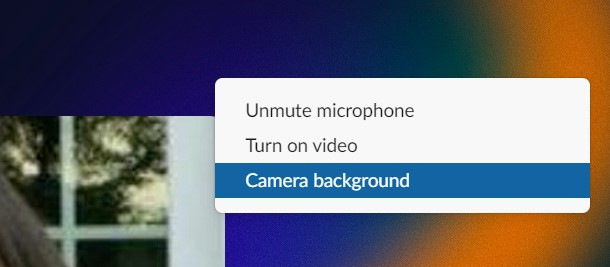 Unmute microphone
Turn on video
Camera background